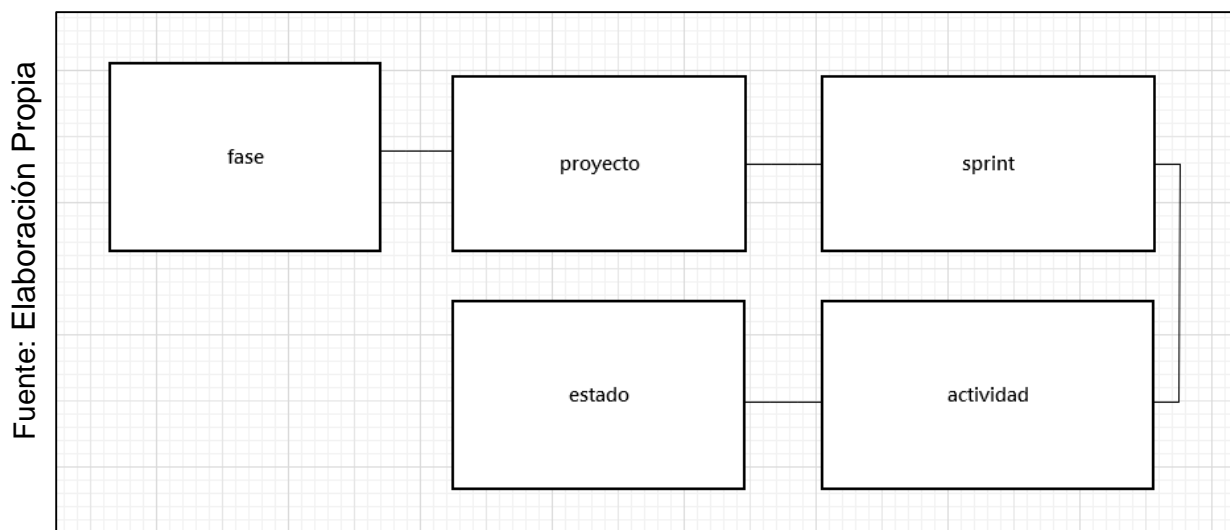 Fuente: Elaboración Propia
fase
proyecto
sprint
estado
actividad